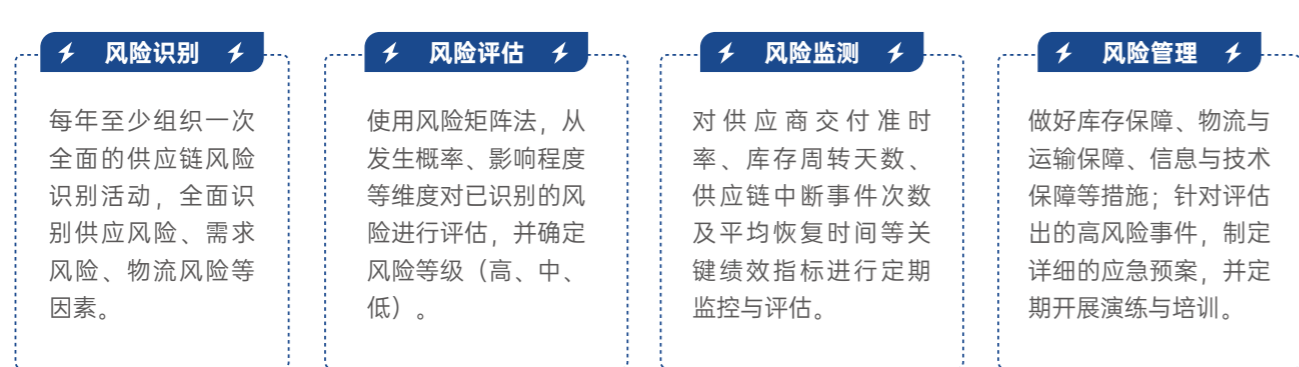 风险识别
每年至少组织一次
全面的供应链风险
识别活动，全面识
别供应风险、需求
风险、物流风险等
因素。
风险评估
使用风险矩阵法，从
发生概率、影响程度
等维度对已识别的风
险进行评估，并确定
风险等级（高、中、
低）。
风险监测
对供应商交付准时
率、库存周转天数、
供应链中断事件次数
及平均恢复时间等关
键绩效指标进行定期
监控与评估。
风险管理
做好库存保障、物流与
运输保障、信息与技术
保障等措施；针对评估
出的高风险事件，制定
详细的应急预案，并定
期开展演练与培训。